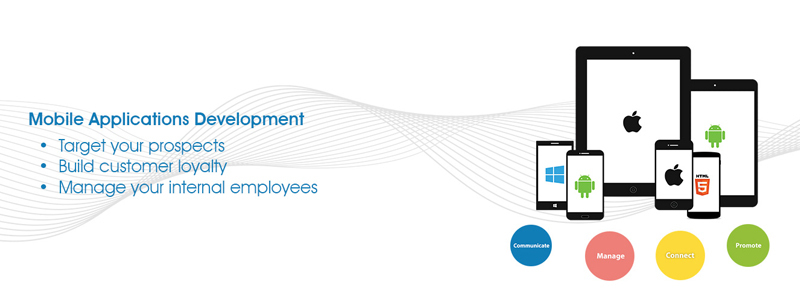 Mobile Applications Development
• Target your prospects
• Build customer loyalty
• Manage your internal employees
HTML
5
Communicate
Manage
Connect
Promote